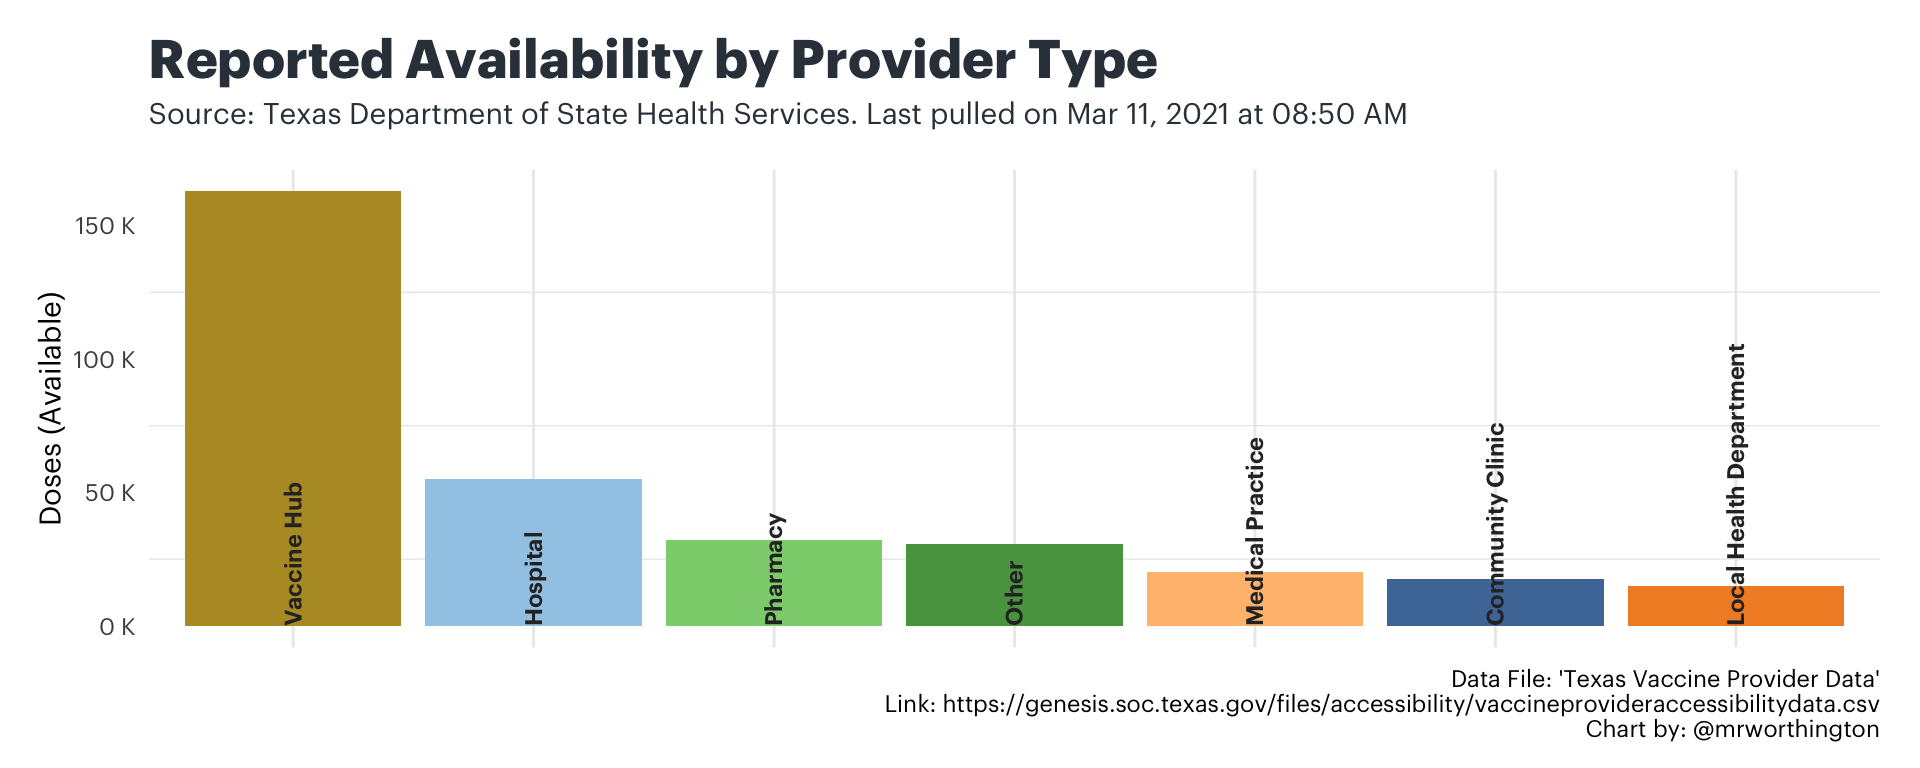 Reported Availability by Provider Type
Source: Texas Department of State Health Services. Last pulled on Mar 11, 2021 at 08:50 AM
Doses (Available)
150 K
100 K
50 K
0 K
Vaccine Hub
Hospital
Pharmacy
Other
Medical Practice
Community Clinic
Local Health Department
Data File: 'Texas Vaccine Provider Data'
Link: https://genesis.soc.texas.gov/files/accessibility/vaccineprovideraccessibilitydata.csv
Chart by: @mrworthington